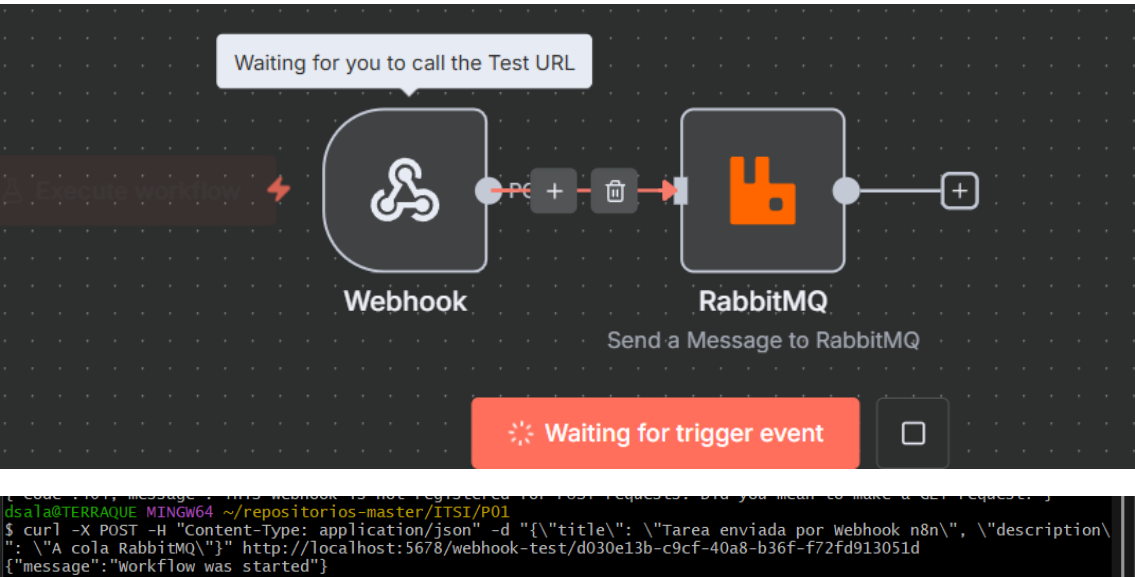 Waiting for you to call the Test URL
Execute workflow
Webhook
RabbitMQ
Send a Message to RabbitMQ
Waiting for trigger event
dsala@TERRAQUE MINGW64 ~/repositorios-master/ITSI/P01
$ curl -X POST -H "Content-Type: application/json" -d "{\"title\": \"Tarea enviada por Webhook n8n\", \"description\
": \"A cola RabbitMQ\"}" http://localhost:5678/webhook-test/d030e13b-c9cf-40a8-b36f-f72fd913051d
{"message":"Workflow was started"}